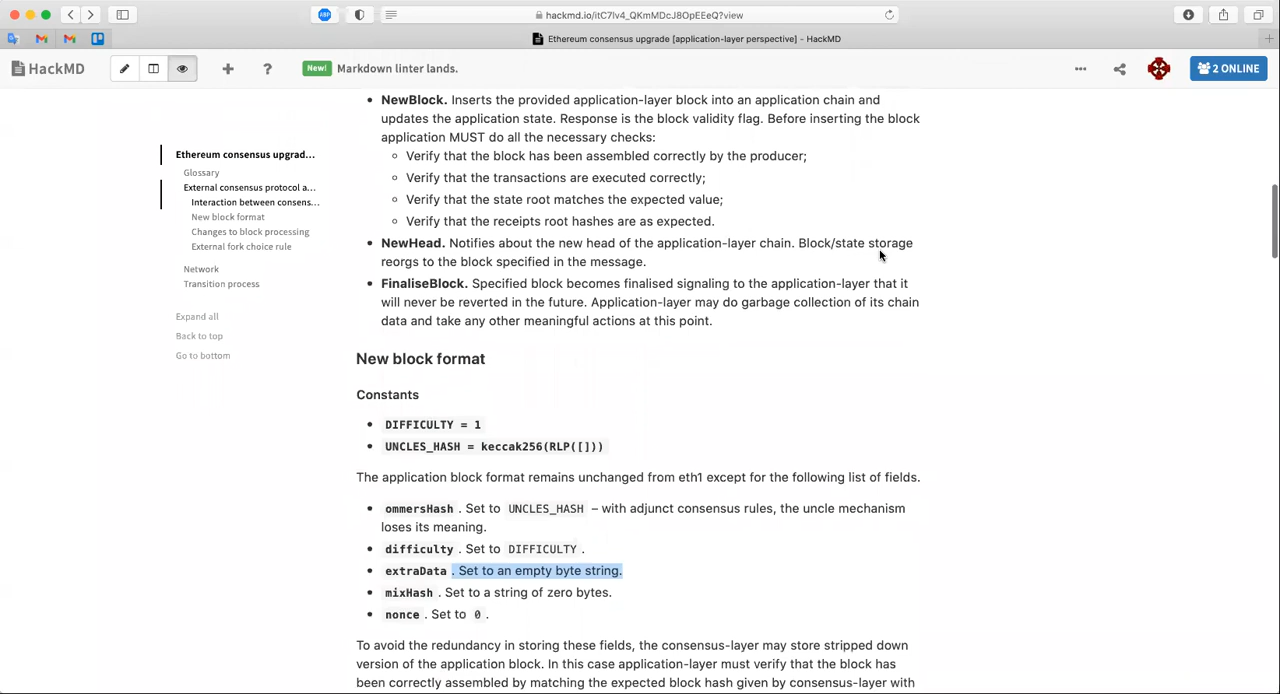 hackmd.io/itC7lv4_QKmMDcJ8OpEEeQ?view
Ethereum consensus upgrade [application-layer perspective] - HackMD
HackMD
New!
Markdown linter lands.
2 ONLINE
Ethereum consensus upgrad...
Glossary
External consensus protocol a...
Interaction between consens...
New block format
Changes to block processing
External fork choice rule
Network
Transition process
Expand all
Back to top
Go to bottom
NewBlock. Inserts the provided application-layer block into an application chain and
updates the application state. Response is the block validity flag. Before inserting the block
application MUST do all the necessary checks:
Verify that the block has been assembled correctly by the producer;
Verify that the transactions are executed correctly;
Verify that the state root matches the expected value;
Verify that the receipts root hashes are as expected.
NewHead. Notifies about the new head of the application-layer chain. Block/state storage
reorgs to the block specified in the message.
FinaliseBlock. Specified block becomes finalised signaling to the application-layer that it
will never be reverted in the future. Application-layer may do garbage collection of its chain
data and take any other meaningful actions at this point.
New block format
Constants
DIFFICULTY = 1
UNCLES_HASH = keccak256(RLP([]))
The application block format remains unchanged from eth1 except for the following list of fields.
ommersHash . Set to UNCLES_HASH – with adjunct consensus rules, the uncle mechanism
loses its meaning.
difficulty . Set to DIFFICULTY .
extraData . Set to an empty byte string.
mixHash . Set to a string of zero bytes.
nonce . Set to 0 .
To avoid the redundancy in storing these fields, the consensus-layer may store stripped down
version of the application block. In this case application-layer must verify that the block has
been correctly assembled by matching the expected block hash given by consensus-layer with